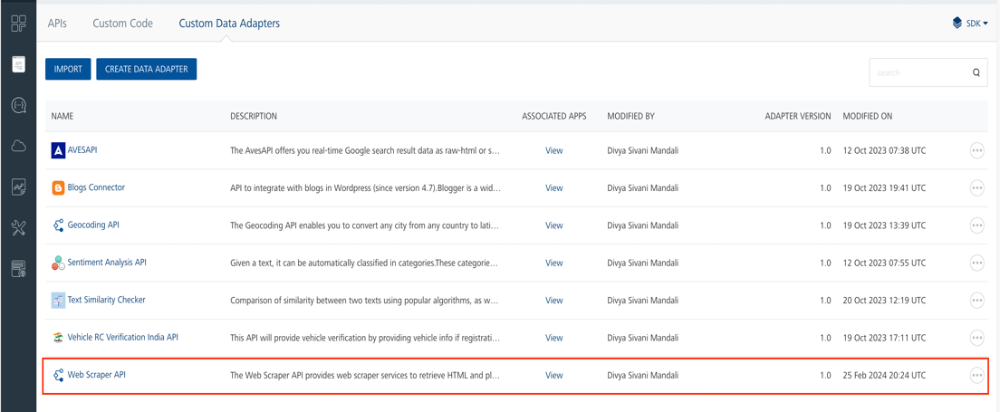 APIs Custom Code Custom Data Adapters SDK
IMPORT CREATE DATA ADAPTER search
NAME DESCRIPTION ASSOCIATED APPS MODIFIED BY ADAPTER VERSION MODIFIED ON
AVESAPI The AvesAPI offers you real-time Google search result data as raw-html or s... View Divya Sivani Mandali 1.0 12 Oct 2023 07:38 UTC
Blogs Connector API to integrate with blogs in Wordpress (since version 4.7).Blogger is a wid... View Divya Sivani Mandali 1.0 19 Oct 2023 19:41 UTC
Geocoding API The Geocoding API enables you to convert any city from any country to lati... View Divya Sivani Mandali 1.0 19 Oct 2023 13:39 UTC
Sentiment Analysis API Given a text, it can be automatically classified in categories.These categorie... View Divya Sivani Mandali 1.0 12 Oct 2023 07:55 UTC
Text Similarity Checker Comparison of similarity between two texts using popular algorithms, as w... View Divya Sivani Mandali 1.0 20 Oct 2023 12:19 UTC
Vehicle RC Verification India API This API will provide vehicle verification by providing vehicle info if registrati... View Divya Sivani Mandali 1.0 19 Oct 2023 17:11 UTC
Web Scraper API The Web Scraper API provides web scraper services to retrieve HTML and pl... View Divya Sivani Mandali 1.0 25 Feb 2024 20:24 UTC